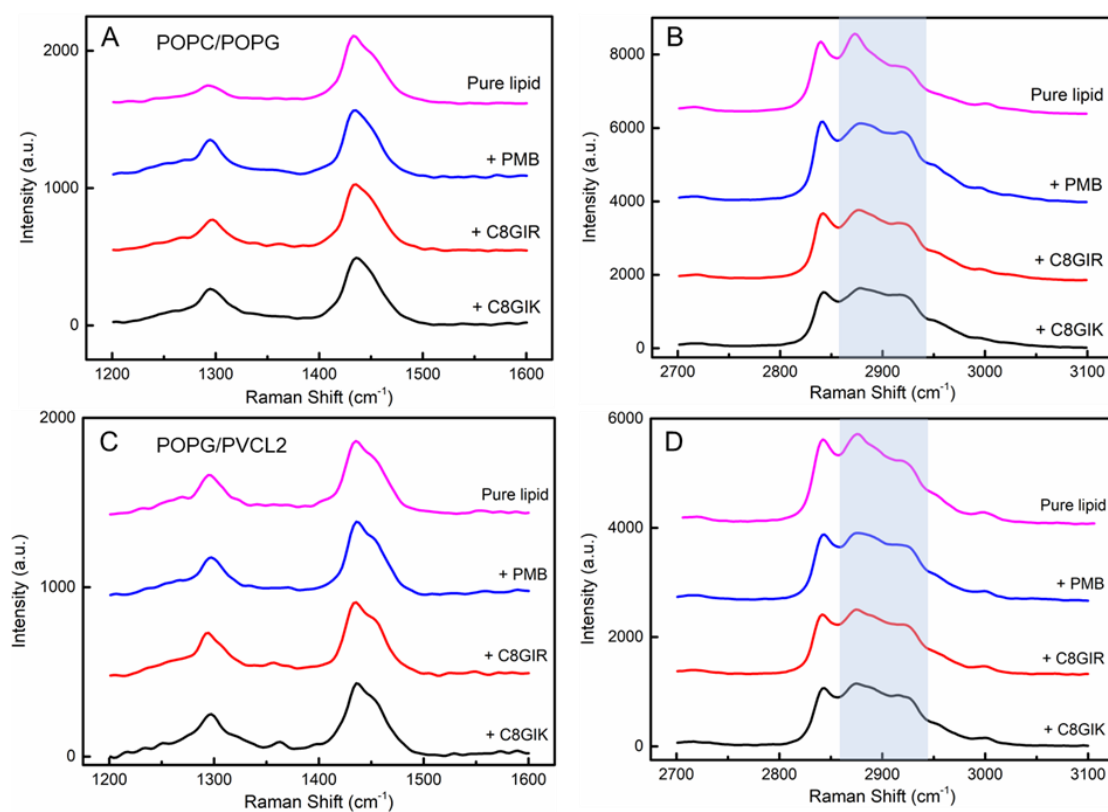 A
POPC/POPG
2000
1000
0
Intensity (a.u.)
Pure lipid
+ PMB
+ C8GIR
+ C8GIK
1200 1300 1400 1500 1600
Raman Shift (cm⁻¹)
B
8000
6000
4000
2000
0
Intensity (a.u.)
Pure lipid
+ PMB
+ C8GIR
+ C8GIK
2700 2800 2900 3000 3100
Raman Shift (cm⁻¹)
C
POPG/PVCL2
2000
1000
0
Intensity (a.u.)
Pure lipid
+ PMB
+ C8GIR
+ C8GIK
1200 1300 1400 1500 1600
Raman Shift (cm⁻¹)
D
6000
4000
2000
0
Intensity (a.u.)
Pure lipid
+ PMB
+ C8GIR
+ C8GIK
2700 2800 2900 3000 3100
Raman Shift (cm⁻¹)